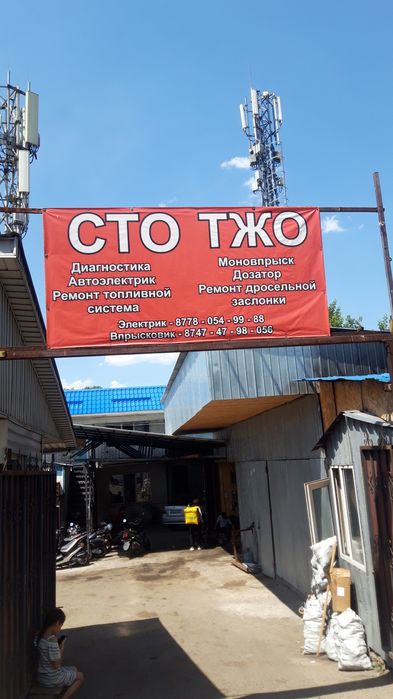 СТО ТЖО
Диагностика
Автоэлектрик
Ремонт топливной
система
Моновпрыск
Дозатор
Ремонт дросельной
заслонки
Электрик - 8778 - 054 - 99 - 88
Впрысковик - 8747 - 47 - 98 - 056